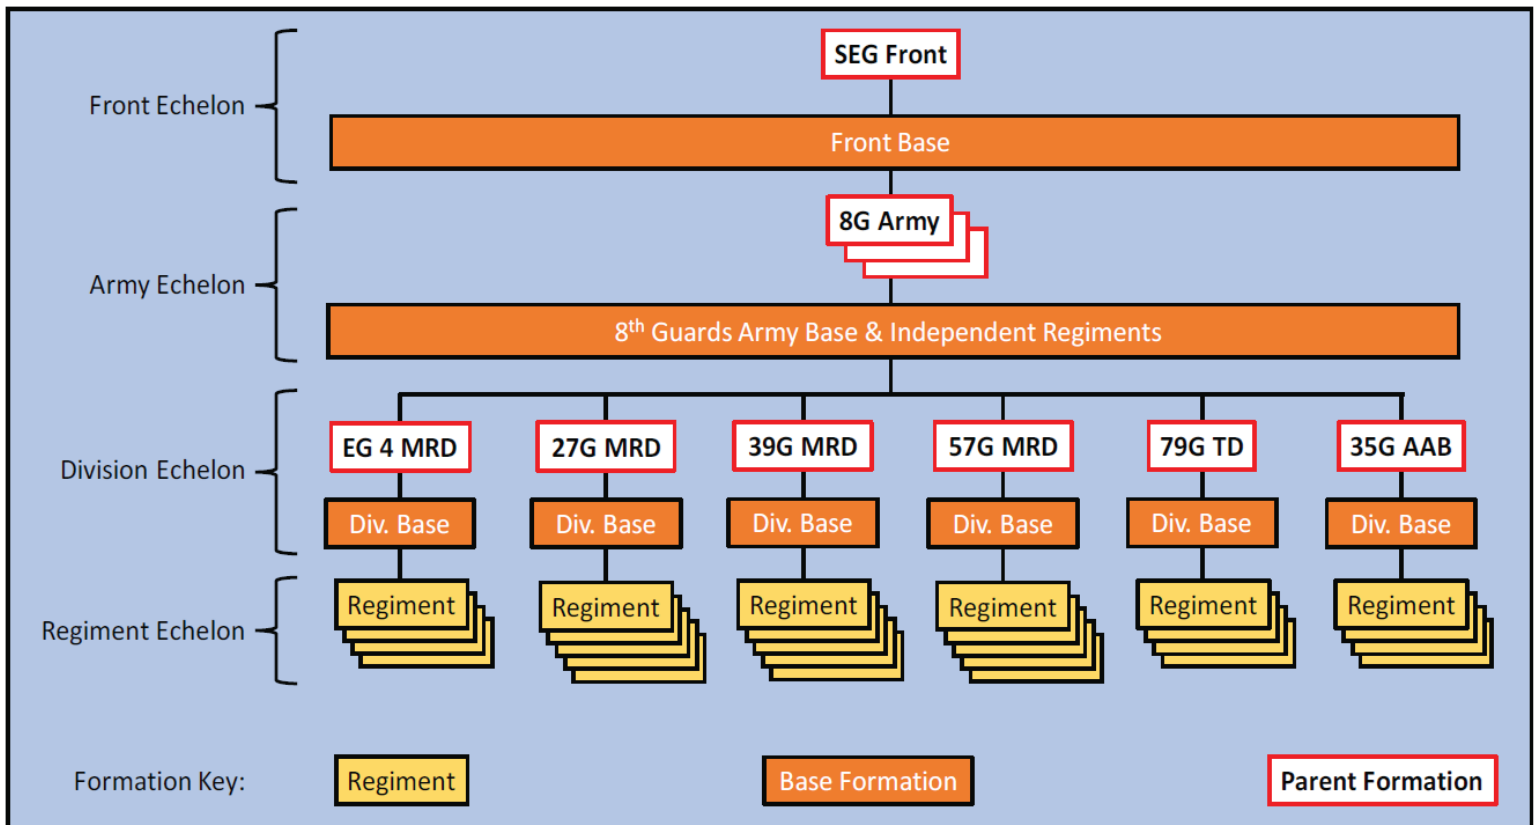 SEG Front
Front Echelon
Front Base
8G Army
Army Echelon
8th Guards Army Base & Independent Regiments
EG 4 MRD 27G MRD 39G MRD 57G MRD 79G TD 35G AAB
Division Echelon
Div. Base Div. Base Div. Base Div. Base Div. Base Div. Base
Regiment Regiment Regiment Regiment Regiment Regiment
Regiment Echelon
Formation Key: Regiment Base Formation Parent Formation